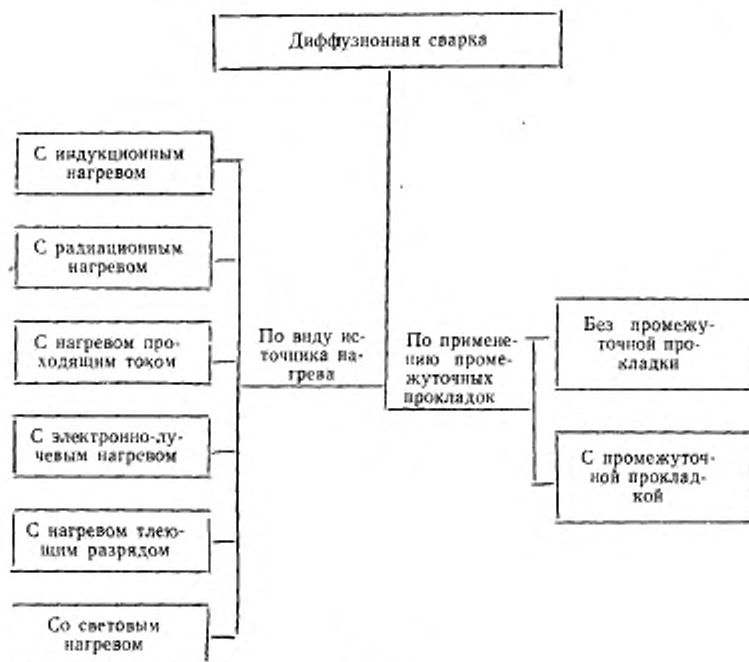 Диффузионная сварка
С индукционным
нагревом
С радиационным
нагревом
С нагревом про-
ходящим током
С электронно-лу-
чевым нагревом
С нагревом тлею-
щим разрядом
Со световым
нагревом
По виду ис-
точника на-
грева
По примене-
нию проме-
жуточных
прокладок
Без промежу-
точной про-
кладки
С промежуточ-
ной проклад-
кой